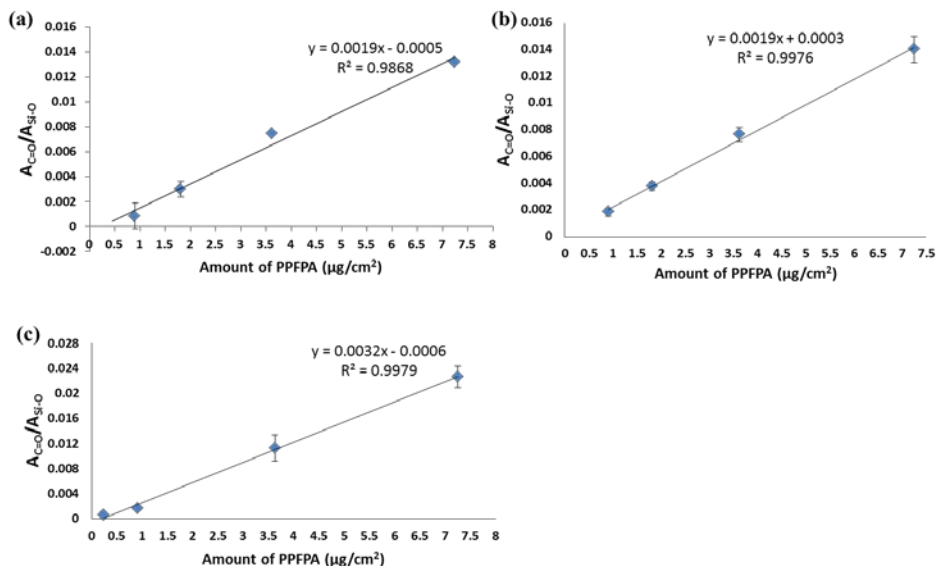 (a)
0.016
0.014
0.012
0.01
0.008
0.006
0.004
0.002
0
-0.002
A_C=O/A_Si-O
y = 0.0019x - 0.0005
R² = 0.9868
0 0.5 1 1.5 2 2.5 3 3.5 4 4.5 5 5.5 6 6.5 7 7.5 8
Amount of PPFPA (µg/cm²)
(b)
0.016
0.014
0.012
0.01
0.008
0.006
0.004
0.002
0
A_C=O/A_Si-O
y = 0.0019x + 0.0003
R² = 0.9976
0 0.5 1 1.5 2 2.5 3 3.5 4 4.5 5 5.5 6 6.5 7 7.5
Amount of PPFPA (µg/cm²)
(c)
0.028
0.024
0.02
0.016
0.012
0.008
0.004
0
A_C=O/A_Si-O
y = 0.0032x - 0.0006
R² = 0.9979
0 0.5 1 1.5 2 2.5 3 3.5 4 4.5 5 5.5 6 6.5 7 7.5 8
Amount of PPFPA (µg/cm²)